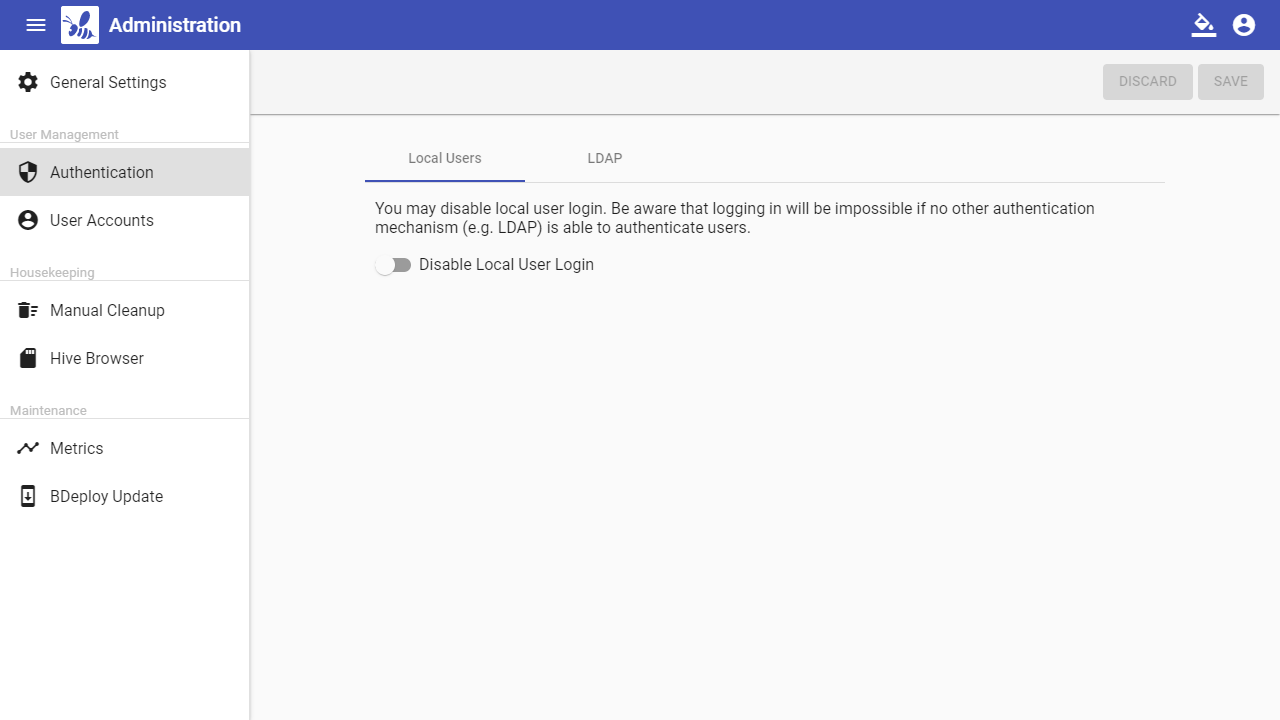 Administration
General Settings
DISCARD
SAVE
User Management
Authentication
User Accounts
Housekeeping
Manual Cleanup
Hive Browser
Maintenance
Metrics
BDeploy Update
Local Users
LDAP
You may disable local user login. Be aware that logging in will be impossible if no other authentication
mechanism (e.g. LDAP) is able to authenticate users.
Disable Local User Login